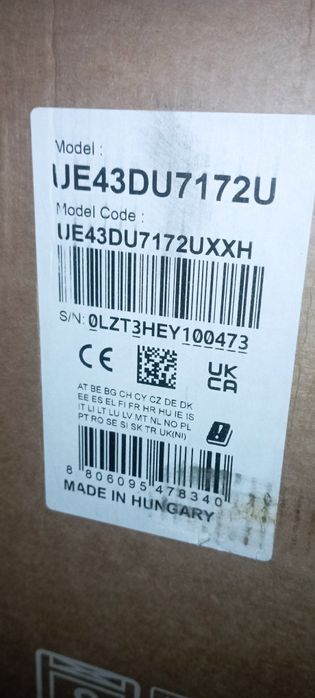 Model :
UE43DU7172U
Model Code :
UE43DU7172UXXH
S/N: 0LZT3HEY100473
CE
UK
CA
AT BE BG CH CY CZ DE DK
EE ES EL FI FR HR HU IE IS
IT LI LT LU LV MT NL NO PL
PT RO SE SI SK TR UK(NI)
8 806095 478340
MADE IN HUNGARY